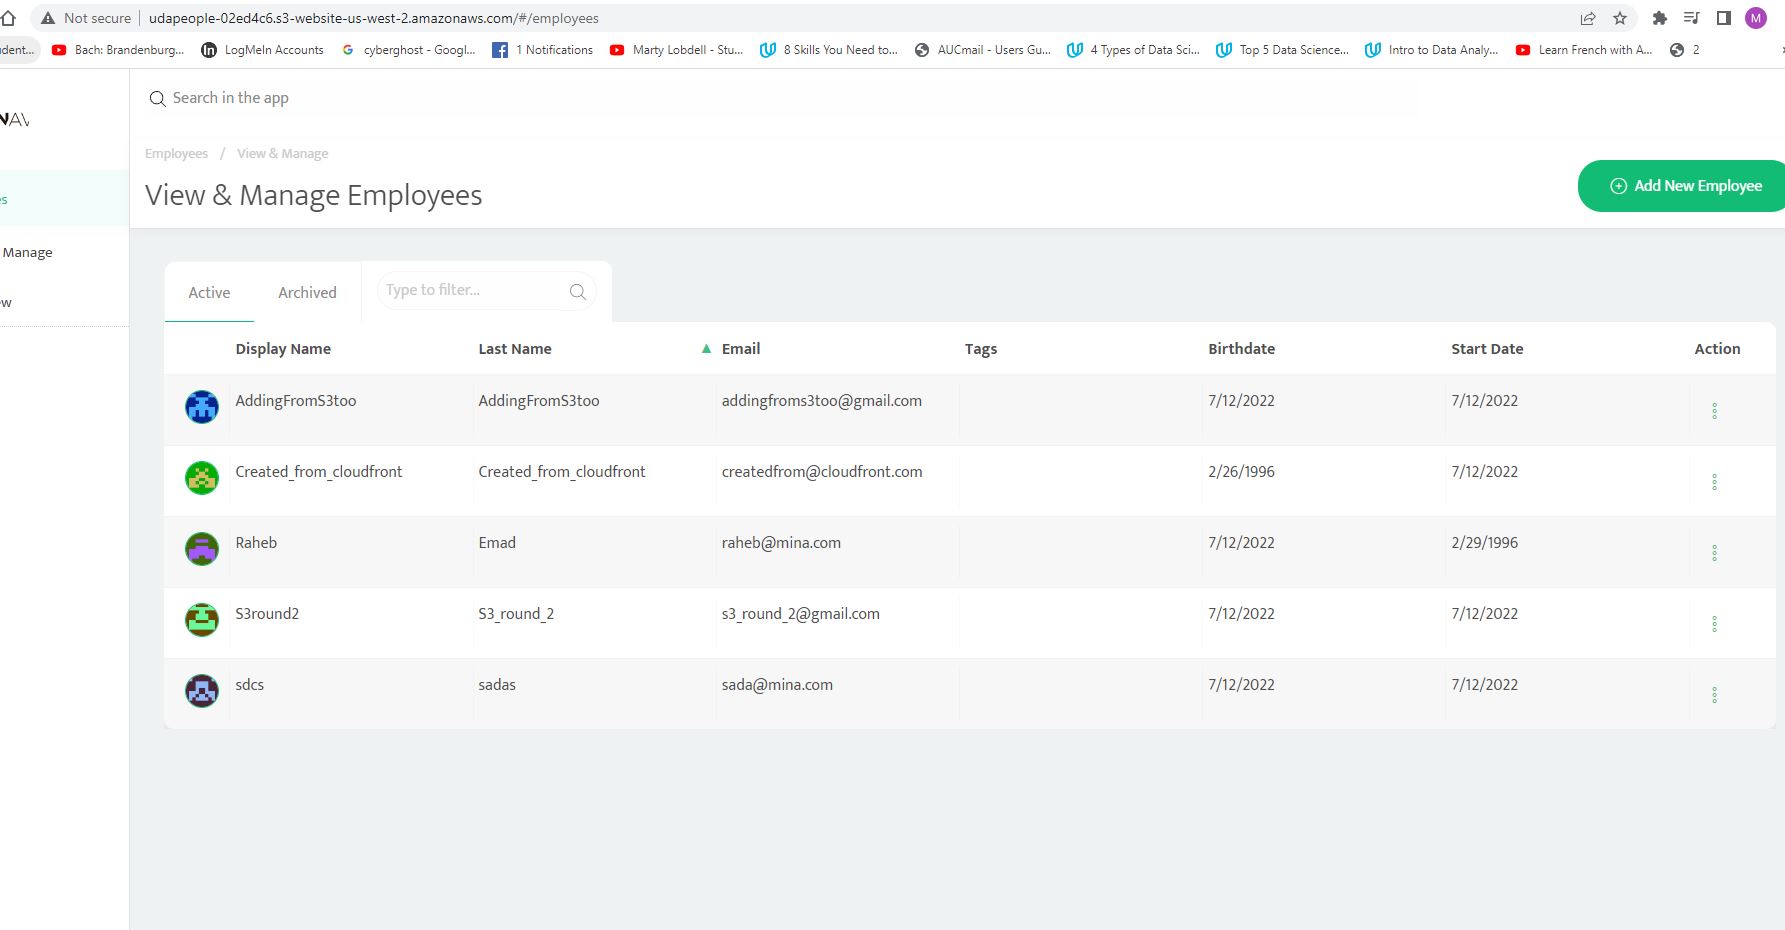 Not secure udapeople-02ed4c6.s3-website-us-west-2.amazonaws.com/#/employees M
dent... Bach: Brandenburg... In LogMeIn Accounts G cyberghost - Googl... f 1 Notifications Marty Lobdell - Stu... 8 Skills You Need to... AUCmail - Users Gu... 4 Types of Data Sci... Top 5 Data Science... Intro to Data Analy... Learn French with A... 2
Search in the app
Employees / View & Manage
View & Manage Employees
Add New Employee
Manage
Active Archived Type to filter...
Display Name Last Name ▲ Email Tags Birthdate Start Date Action
AddingFromS3too AddingFromS3too addingfroms3too@gmail.com 7/12/2022 7/12/2022
Created_from_cloudfront Created_from_cloudfront createdfrom@cloudfront.com 2/26/1996 7/12/2022
Raheb Emad raheb@mina.com 7/12/2022 2/29/1996
S3round2 S3_round_2 s3_round_2@gmail.com 7/12/2022 7/12/2022
sdcs sadas sada@mina.com 7/12/2022 7/12/2022